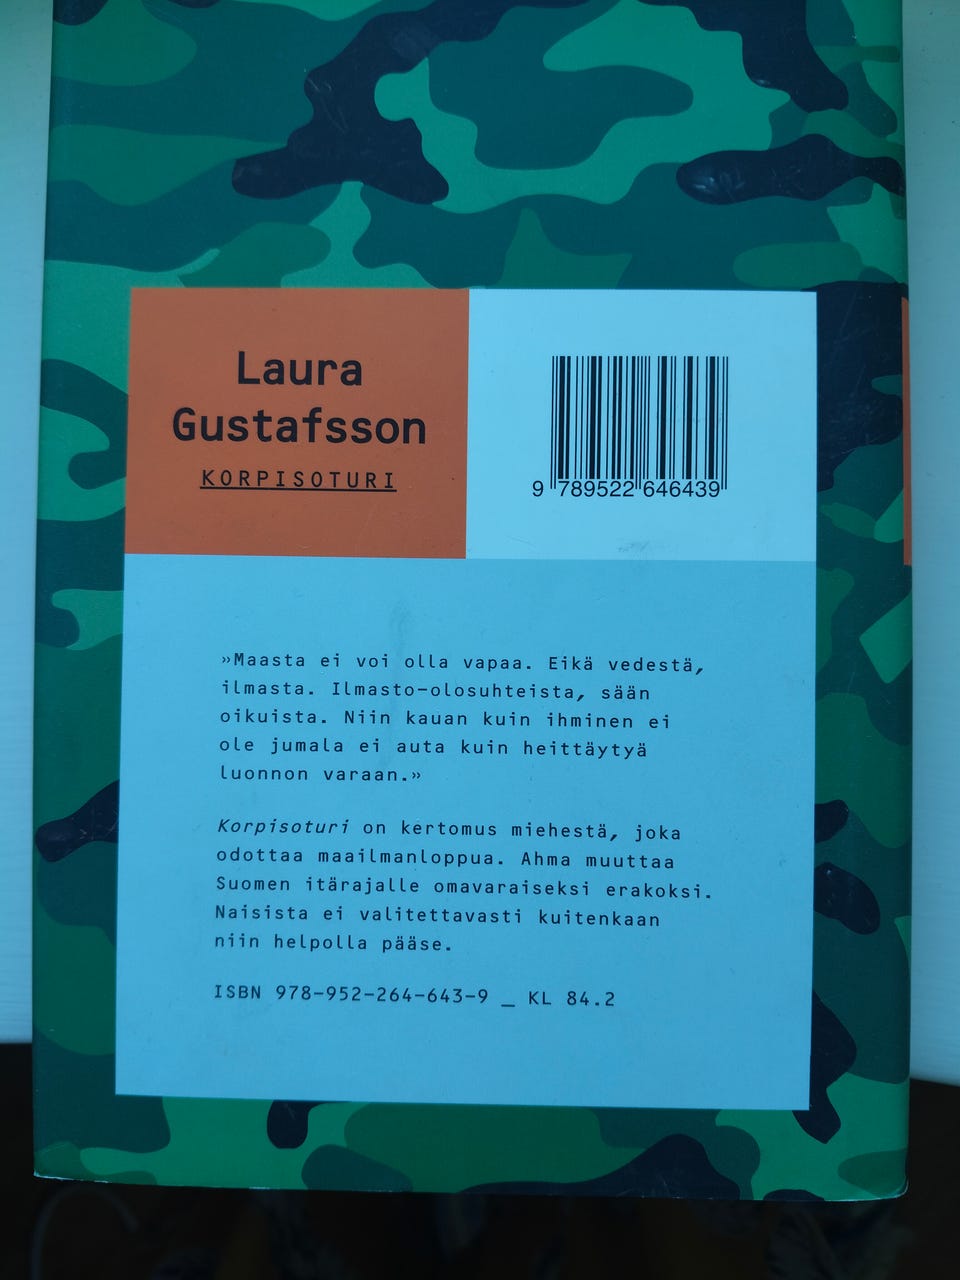 Laura
Gustafsson
KORPISOTURI
9 789522 646439
»Maasta ei voi olla vapaa. Eikä vedestä,
ilmasta. Ilmasto-olosuhteista, sään
oikuista. Niin kauan kuin ihminen ei
ole jumala ei auta kuin heittäytyä
luonnon varaan.»
Korpisoturi on kertomus miehestä, joka
odottaa maailmanloppua. Ahma muuttaa
Suomen itärajalle omavaraiseksi erakoksi.
Naisista ei valitettavasti kuitenkaan
niin helpolla pääse.
ISBN 978-952-264-643-9 _ KL 84.2